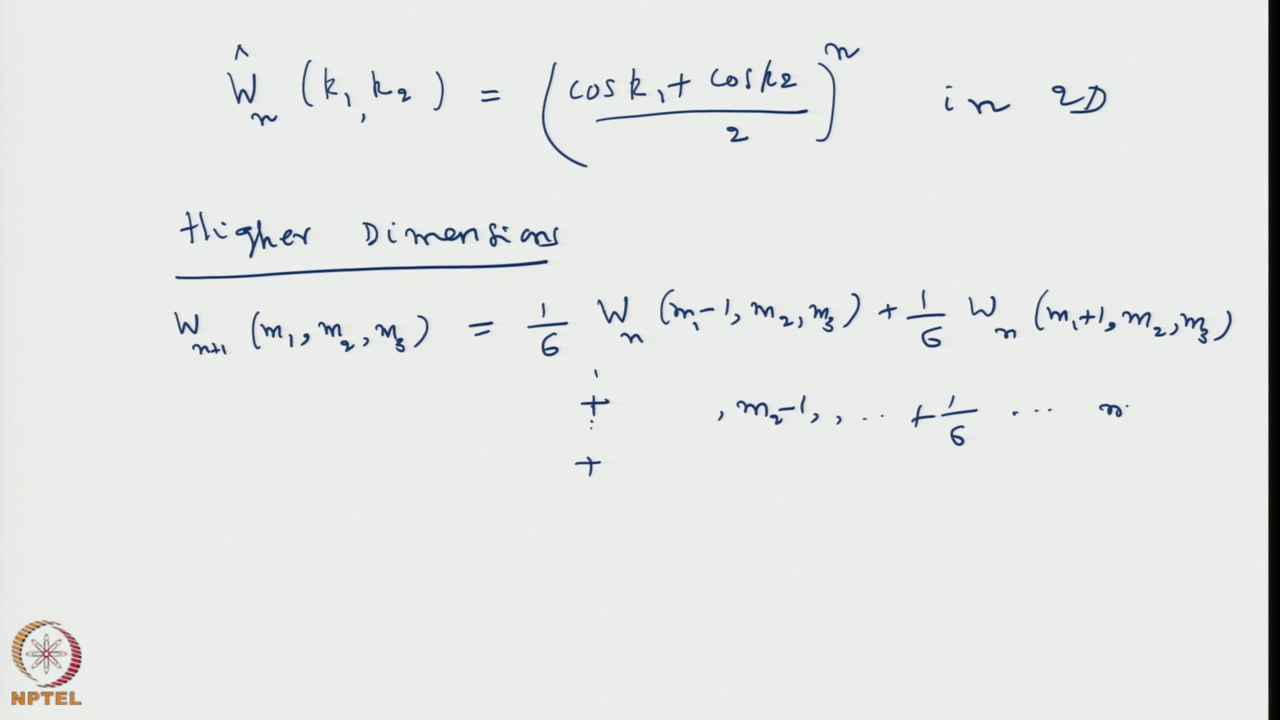 Ŵₙ (k₁, k₂) = ((cos k₁ + cos k₂)/2)ⁿ in 2D
Higher Dimensions
Wₙ₊₁ (m₁, m₂, m₃) = 1/6 Wₙ (m₁-1, m₂, m₃) + 1/6 Wₙ (m₁+1, m₂, m₃)
+ , m₂-1, , .. + 1/6 ...
+
NPTEL